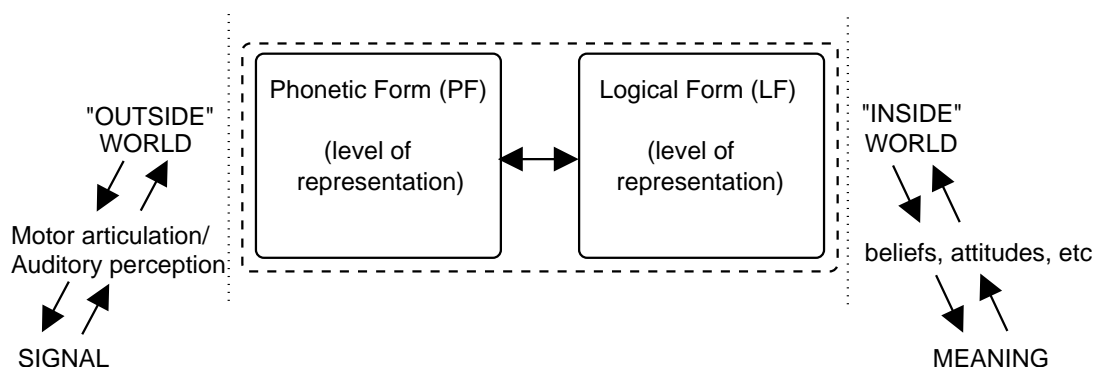 Phonetic Form (PF)
(level of
representation)
Logical Form (LF)
(level of
representation)
"OUTSIDE"
WORLD
Motor articulation/
Auditory perception
SIGNAL
"INSIDE"
WORLD
beliefs, attitudes, etc
MEANING